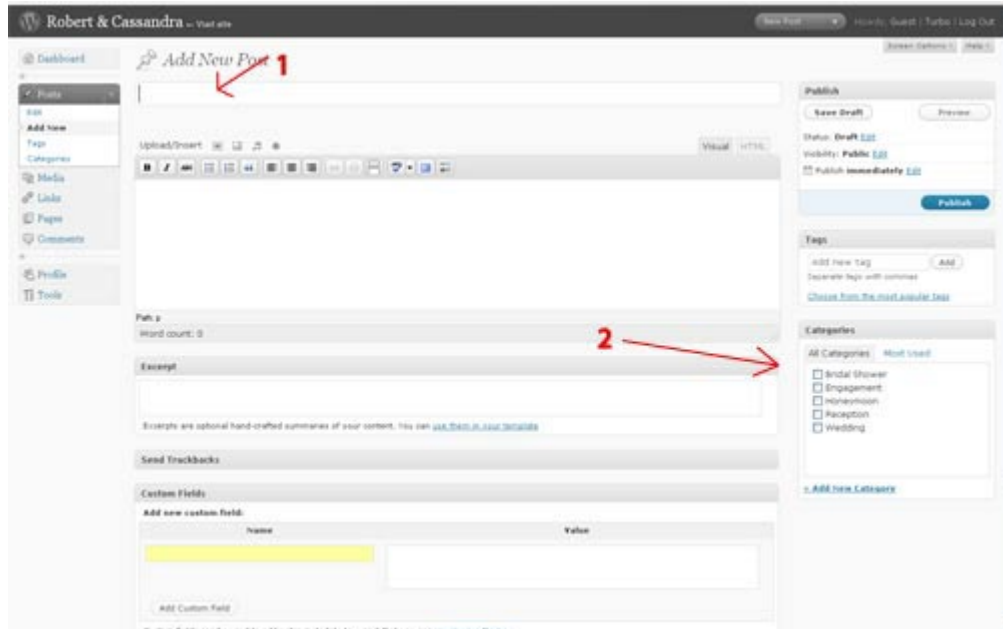 Robert & Cassandra ← Visit site
New Post
Howdy, Guest | Turbo | Log Out
Screen Options Help
Dashboard
Add New Post
1
Posts
Edit
Add New
Tags
Categories
Media
Links
Pages
Comments
Profile
Tools
Upload/Insert
Visual HTML
Path: p
Word count: 0
2
Excerpt
Excerpts are optional hand-crafted summaries of your content. You can use them in your template
Send Trackbacks
Custom Fields
Add new custom field:
Name Value
Add Custom Field
Publish
Save Draft Preview
Status: Draft Edit
Visibility: Public Edit
Publish immediately Edit
Publish
Tags
Add new tag Add
Separate tags with commas
Choose from the most popular tags
Categories
All Categories Most Used
Bridal Shower
Engagement
Honeymoon
Reception
Wedding
+ Add New Category